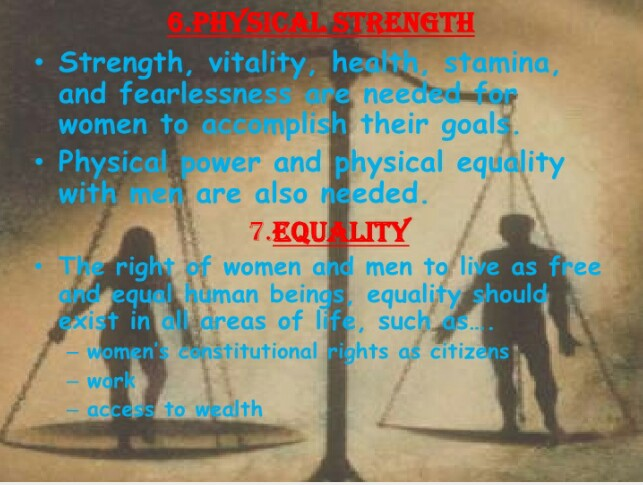 6.PHYSICAL STRENGTH
• Strength, vitality, health, stamina,
and fearlessness are needed for
women to accomplish their goals.
• Physical power and physical equality
with men are also needed.
7.EQUALITY
• The right of women and men to live as free
and equal human beings, equality should
exist in all areas of life, such as….
– women's constitutional rights as citizens
– work
– access to wealth